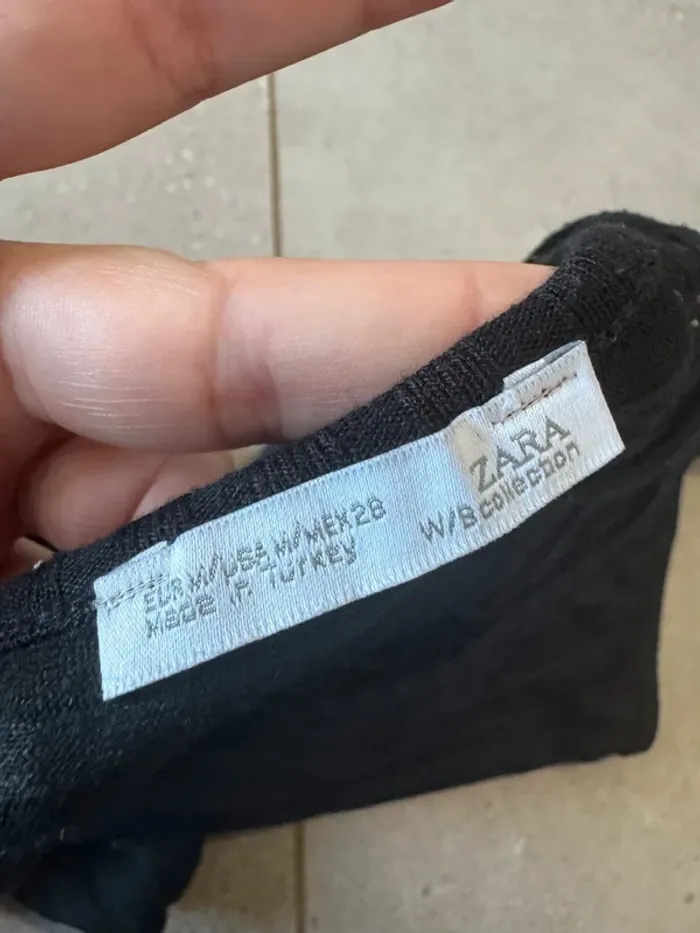 ZARA
W/B collection
EUR M/USA M/MEX 28
Made in Turkey